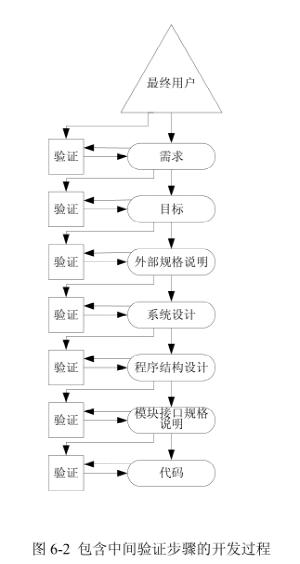 最终用户
验证
需求
验证
目标
验证
外部规格说明
验证
系统设计
验证
程序结构设计
验证
模块接口规格
说明
验证
代码
图 6-2 包含中间验证步骤的开发过程